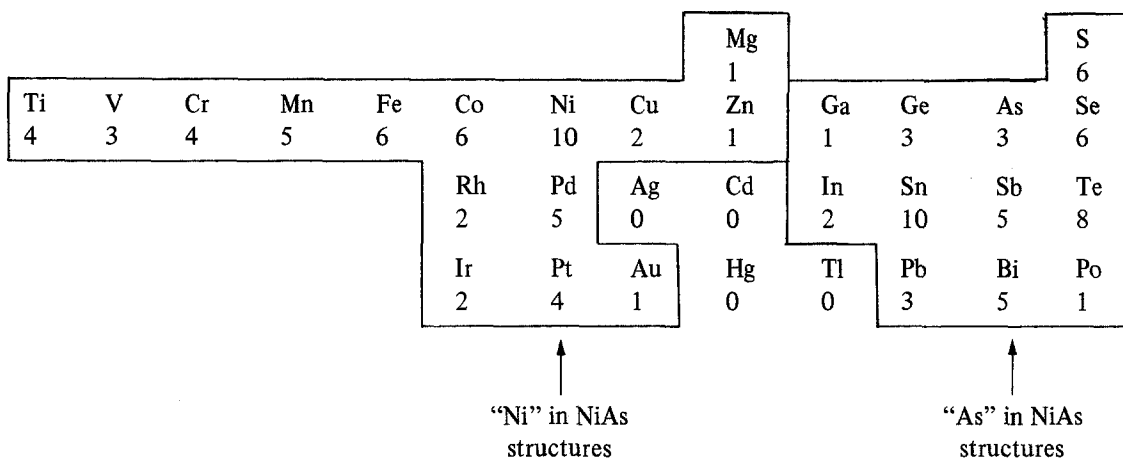 Mg S
1 6
Ti V Cr Mn Fe Co Ni Cu Zn Ga Ge As Se
4 3 4 5 6 6 10 2 1 1 3 3 6
Rh Pd Ag Cd In Sn Sb Te
2 5 0 0 2 10 5 8
Ir Pt Au Hg Tl Pb Bi Po
2 4 1 0 0 3 5 1
“Ni” in NiAs “As” in NiAs
structures structures